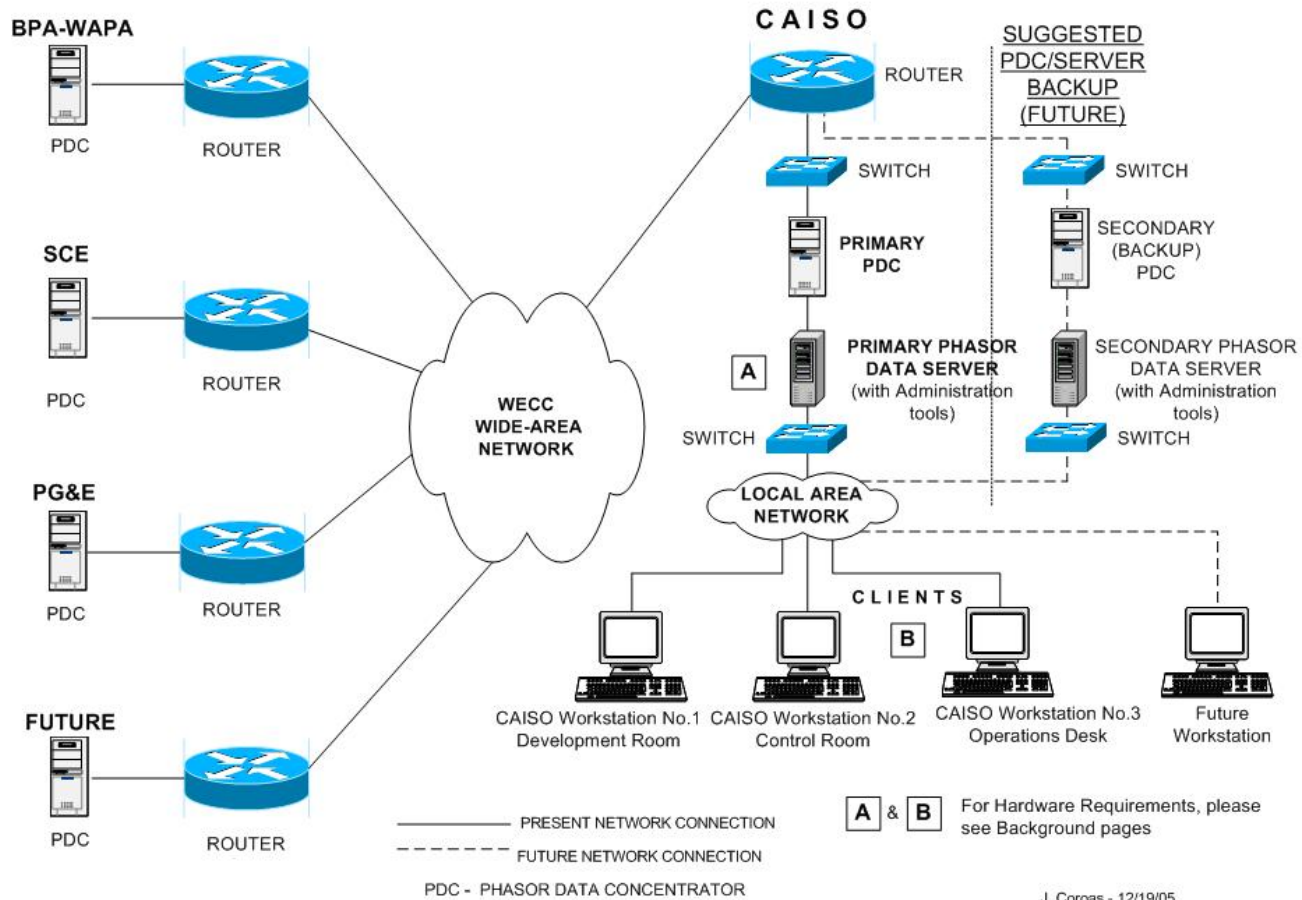 BPA-WAPA
PDC
ROUTER
SCE
PDC
ROUTER
PG&E
PDC
ROUTER
FUTURE
PDC
ROUTER
WECC
WIDE-AREA
NETWORK
CAISO
ROUTER
SWITCH
PRIMARY
PDC
A
PRIMARY PHASOR
DATA SERVER
(with Administration
tools)
SWITCH
SUGGESTED
PDC/SERVER
BACKUP
(FUTURE)
SWITCH
SECONDARY
(BACKUP)
PDC
SECONDARY PHASOR
DATA SERVER
(with Administration
tools)
SWITCH
LOCAL AREA
NETWORK
CLIENTS
B
CAISO Workstation No.1
Development Room
CAISO Workstation No.2
Control Room
CAISO Workstation No.3
Operations Desk
Future
Workstation
PRESENT NETWORK CONNECTION
FUTURE NETWORK CONNECTION
PDC - PHASOR DATA CONCENTRATOR
A & B For Hardware Requirements, please
see Background pages
J. Coroas - 12/19/05